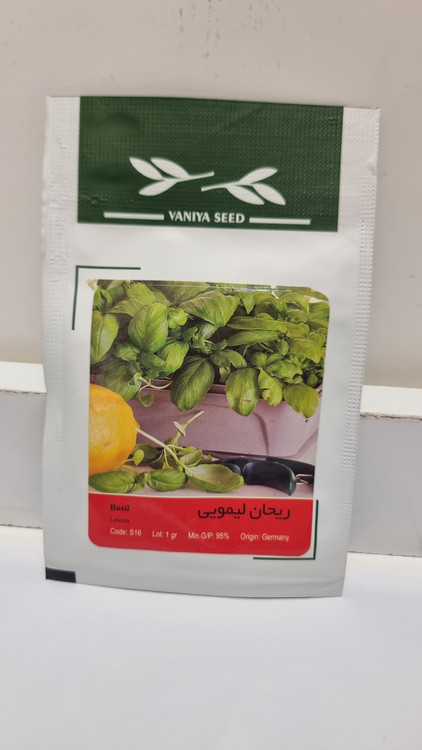 VANIYA SEED
Basil ریحان لیمویی
Lemon
Code: S16 Lot: 1 gr Min.G/P: 95% Origin: Germany